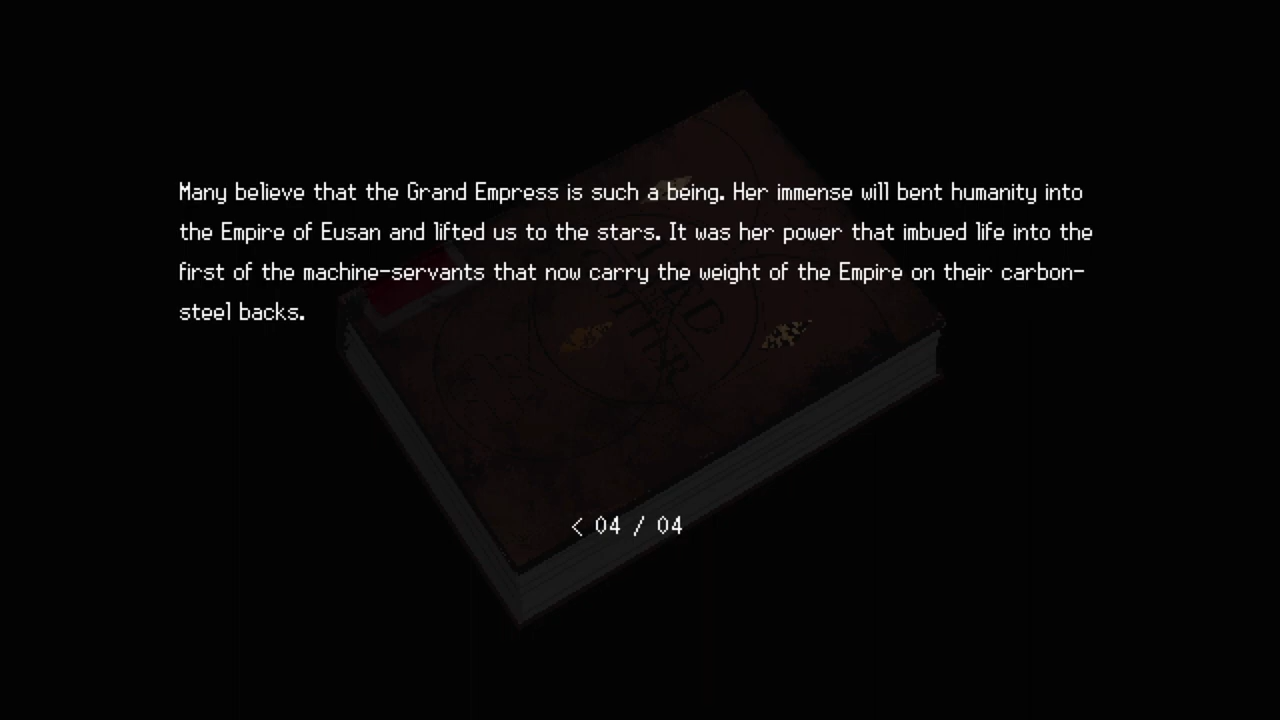 Many believe that the Grand Empress is such a being. Her immense will bent humanity into
the Empire of Eusan and lifted us to the stars. It was her power that imbued life into the
first of the machine-servants that now carry the weight of the Empire on their carbon-
steel backs.
< 04 / 04